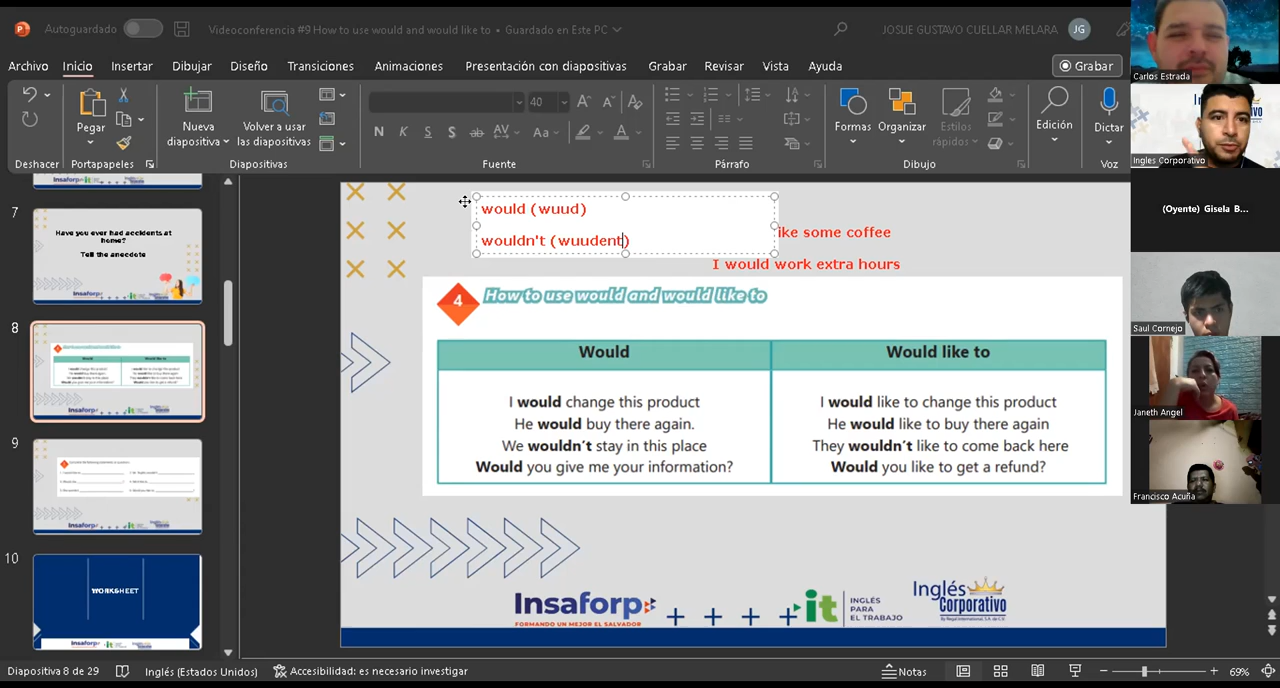 Autoguardado
Videoconferencia #9 How to use would and would like to • Guardado en Este PC
JOSUE GUSTAVO CUELLAR MELARA
JG
Archivo Inicio Insertar Dibujar Diseño Transiciones Animaciones Presentación con diapositivas Grabar Revisar Vista Ayuda
Grabar
Pegar
Nueva diapositiva
Volver a usar las diapositivas
40
N K S S ab AV Aa A
Formas
Organizar
Estilos rápidos
Edición
Dictar
Deshacer Portapapeles Diapositivas Fuente Párrafo Dibujo Voz
7
Have you ever had accidents at home?
Tell the anecdote
8
9
10
WORKSHEET
would (wuud)
wouldn't (wuudent)
ike some coffee
I would work extra hours
4
How to use would and would like to
Would
Would like to
I would change this product
He would buy there again.
We wouldn´t stay in this place
Would you give me your information?
I would like to change this product
He would like to buy there again
They wouldn´t like to come back here
Would you like to get a refund?
Insaforp
FORMANDO UN MEJOR EL SALVADOR
it
INGLÉS
PARA
EL TRABAJO
Inglés
Corporativo
Carlos Estrada
Ingles Corporativo
(Oyente) Gisela B...
Saul Cornejo
Janeth Angel
Francisco Acuña
Diapositiva 8 de 29
Inglés (Estados Unidos)
Accesibilidad: es necesario investigar
Notas
69%